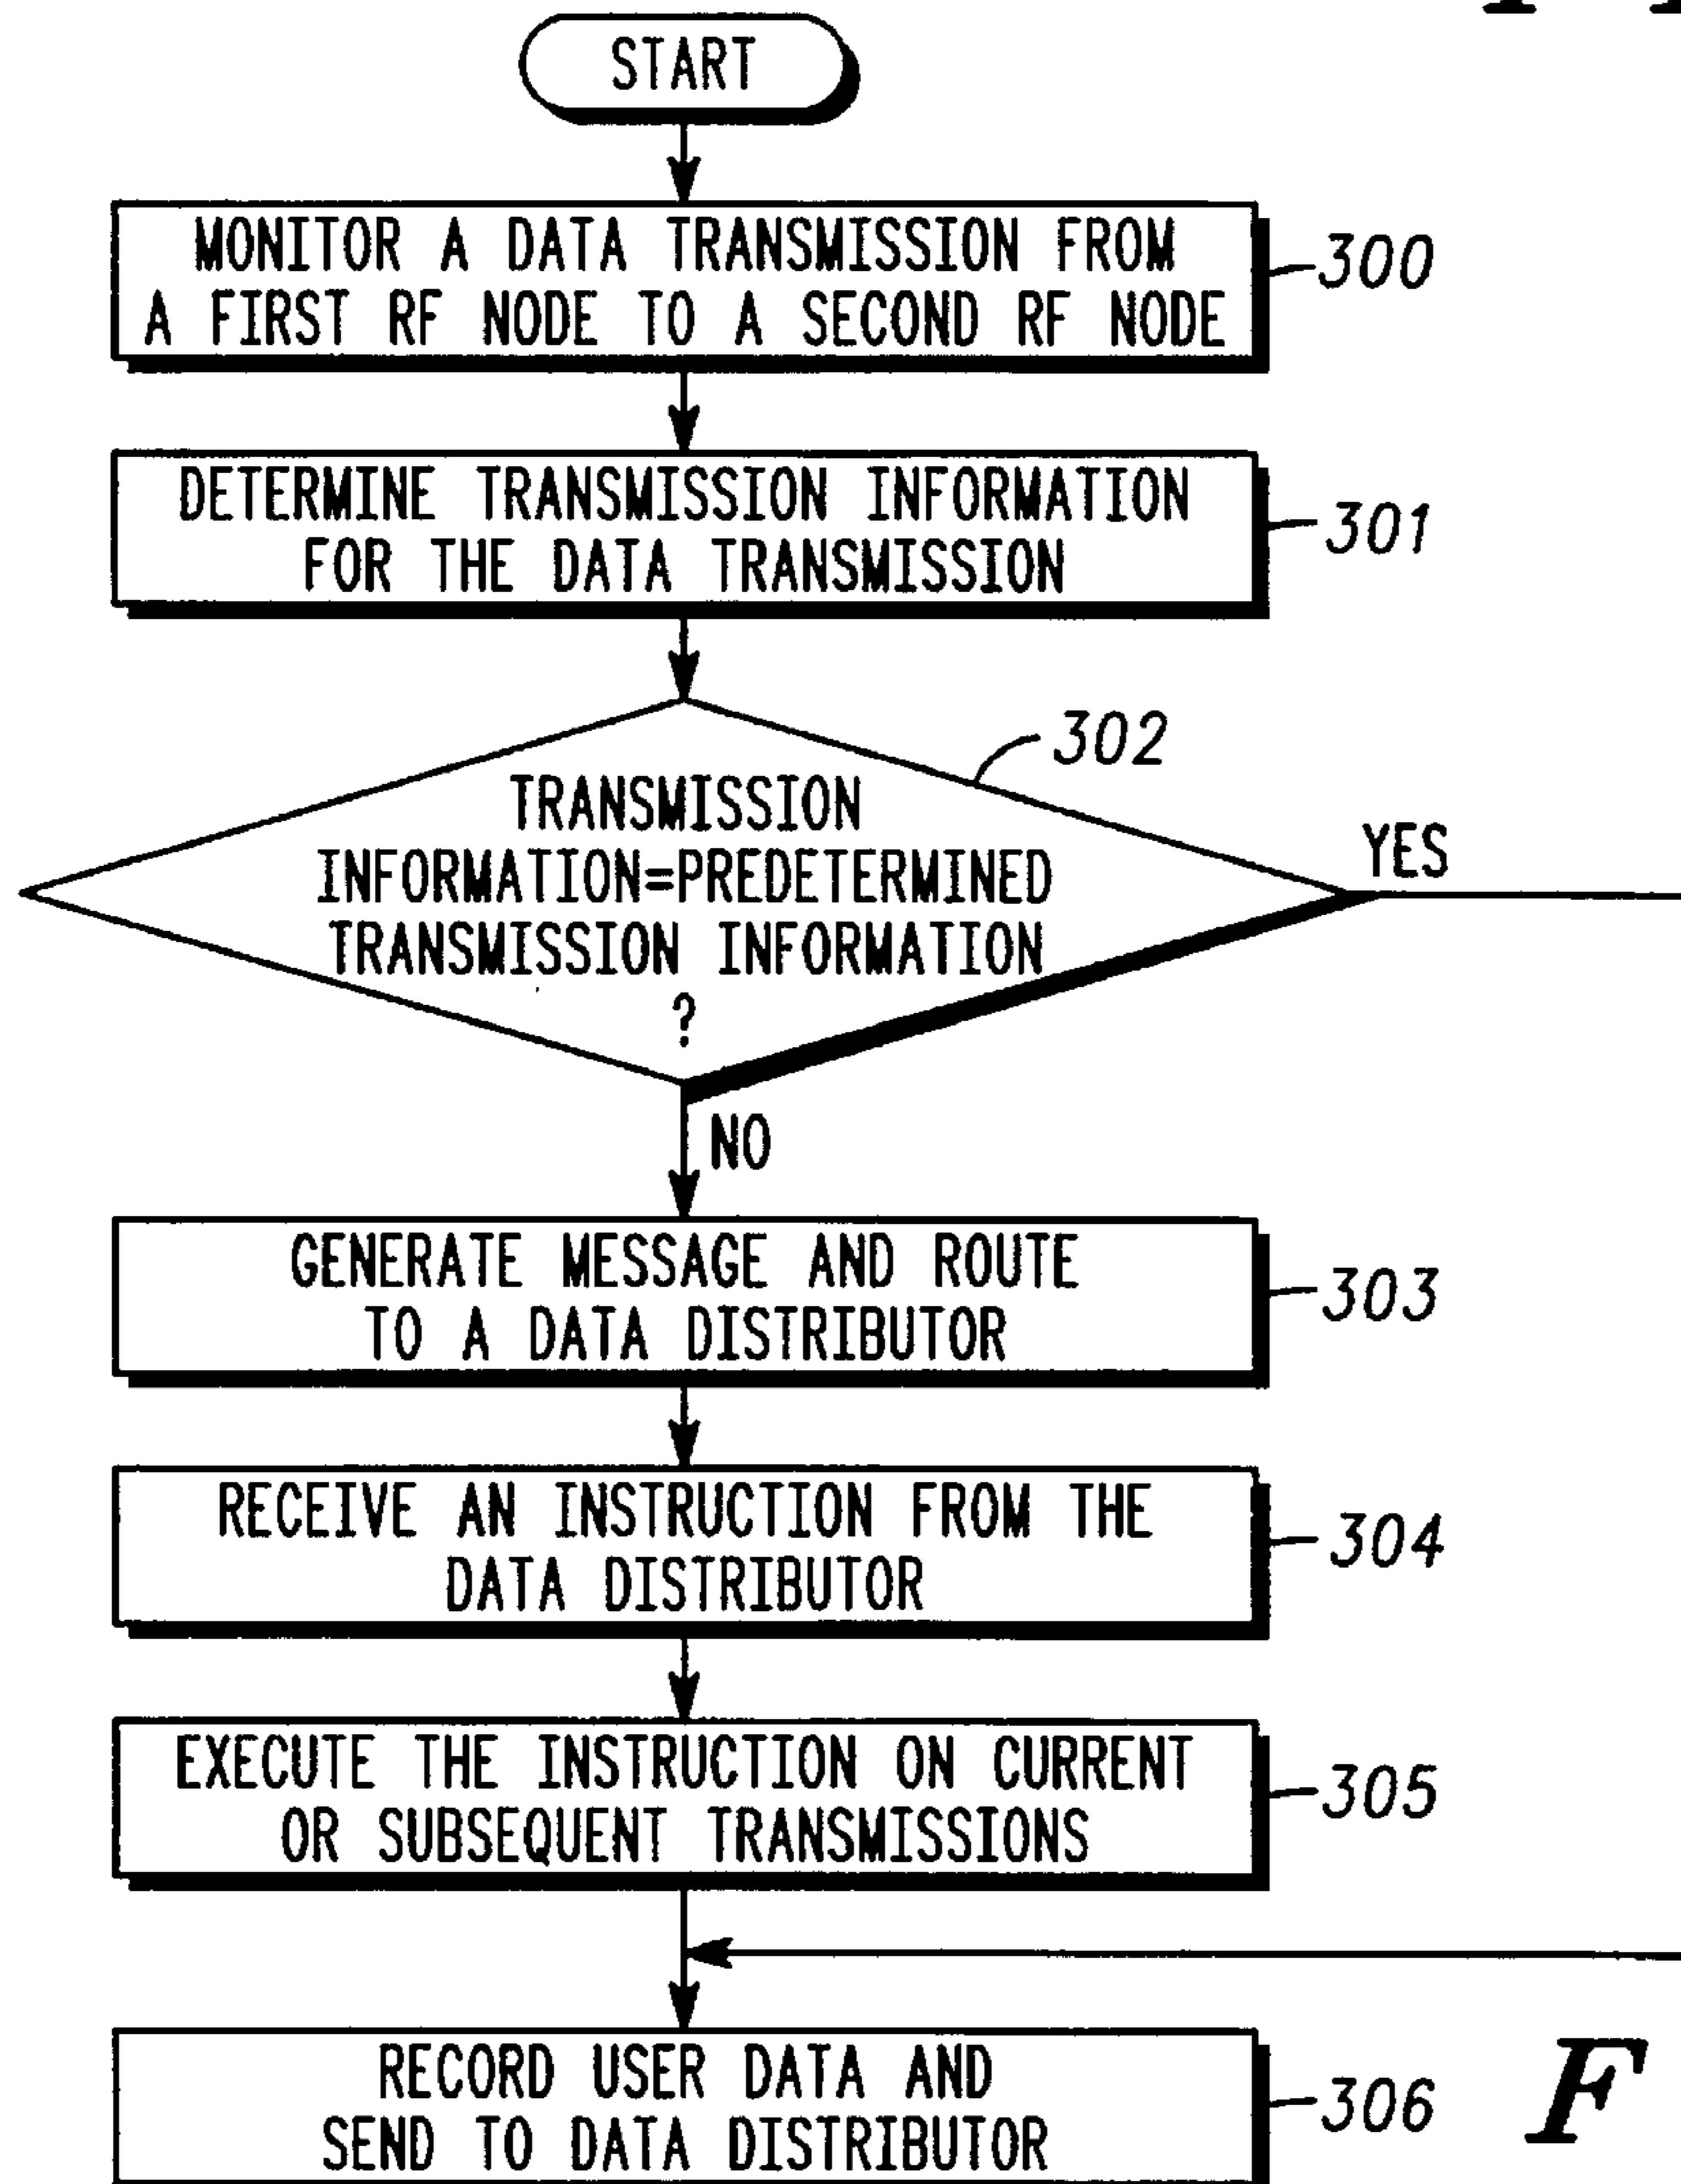 START
MONITOR A DATA TRANSMISSION FROM
A FIRST RF NODE TO A SECOND RF NODE
300
DETERMINE TRANSMISSION INFORMATION
FOR THE DATA TRANSMISSION
301
302
TRANSMISSION
INFORMATION=PREDETERMINED
TRANSMISSION INFORMATION
?
YES
NO
GENERATE MESSAGE AND ROUTE
TO A DATA DISTRIBUTOR
303
RECEIVE AN INSTRUCTION FROM THE
DATA DISTRIBUTOR
304
EXECUTE THE INSTRUCTION ON CURRENT
OR SUBSEQUENT TRANSMISSIONS
305
RECORD USER DATA AND
SEND TO DATA DISTRIBUTOR
306
F